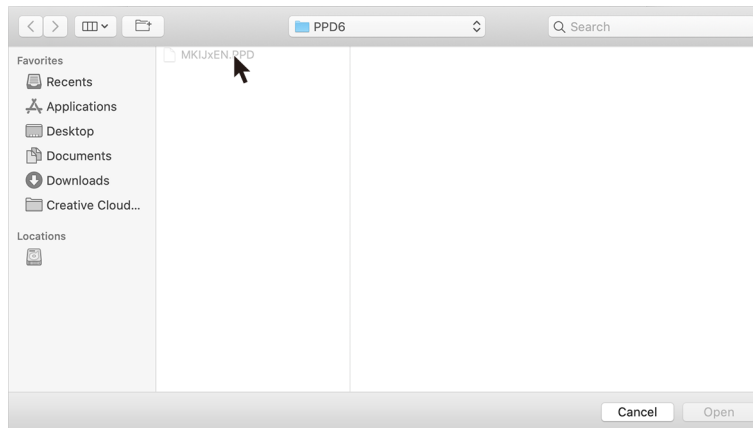 PPD6
Search
Favorites
Recents
Applications
Desktop
Documents
Downloads
Creative Cloud...
Locations
MKIJxEN.PPD
Cancel
Open